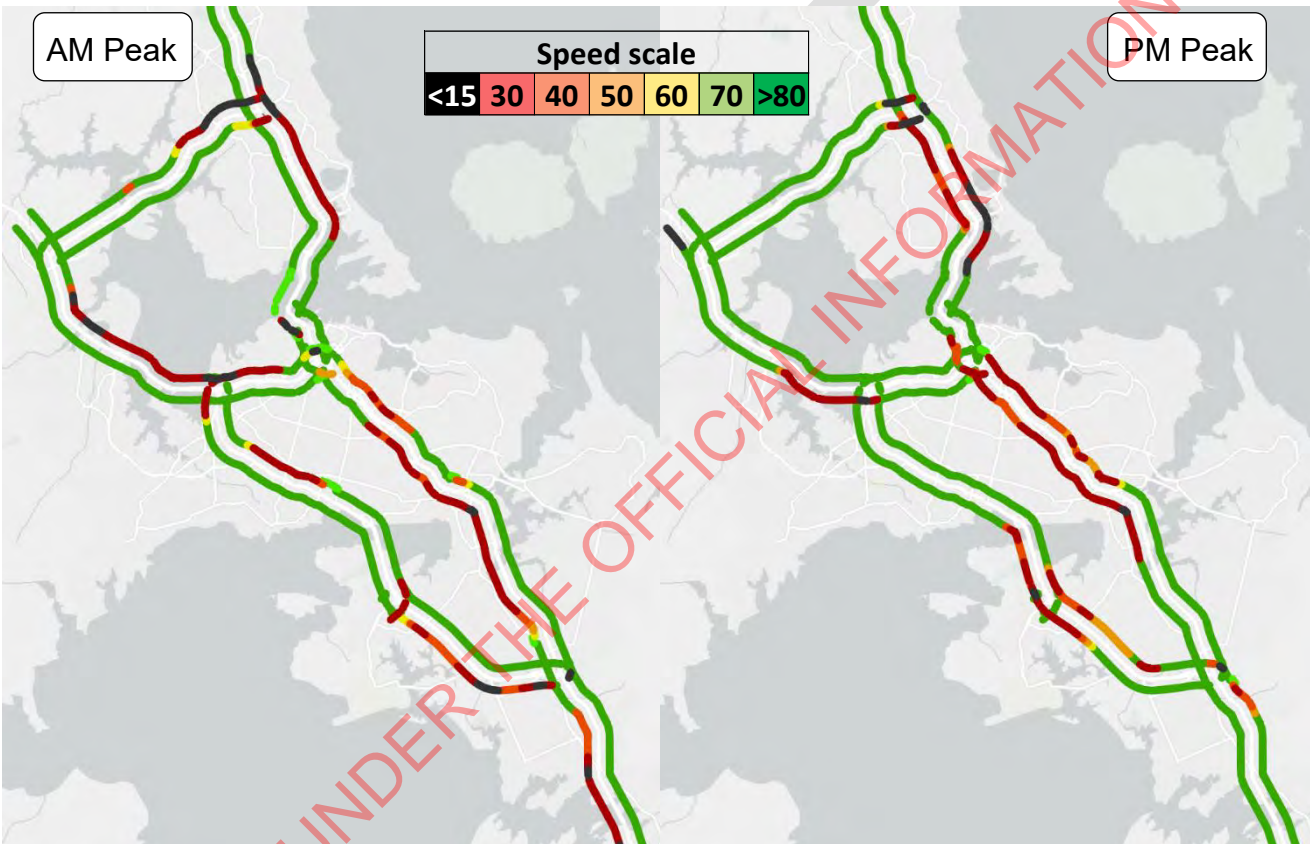 AM Peak
Speed scale
<15 30 40 50 60 70 >80
PM Peak
UNDER THE OFFICIAL INFORMATION